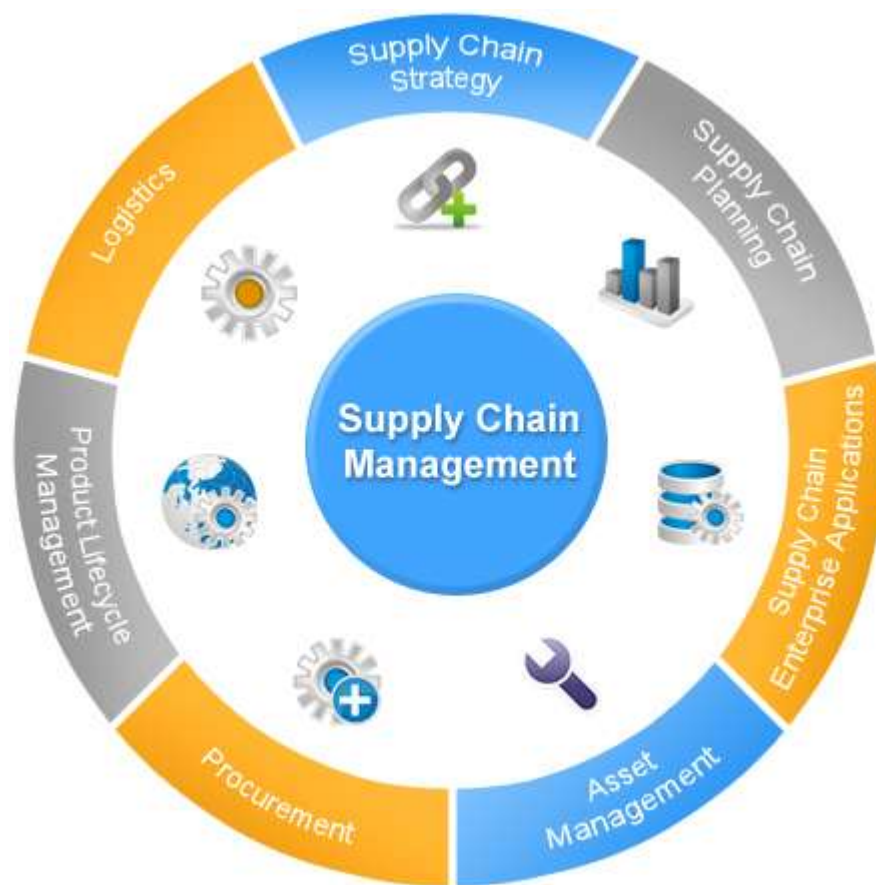 Supply Chain
Strategy
Supply Chain
Planning
Supply Chain
Enterprise Applications
Asset
Management
Procurement
Product Lifecycle
Management
Logistics
Supply Chain
Management